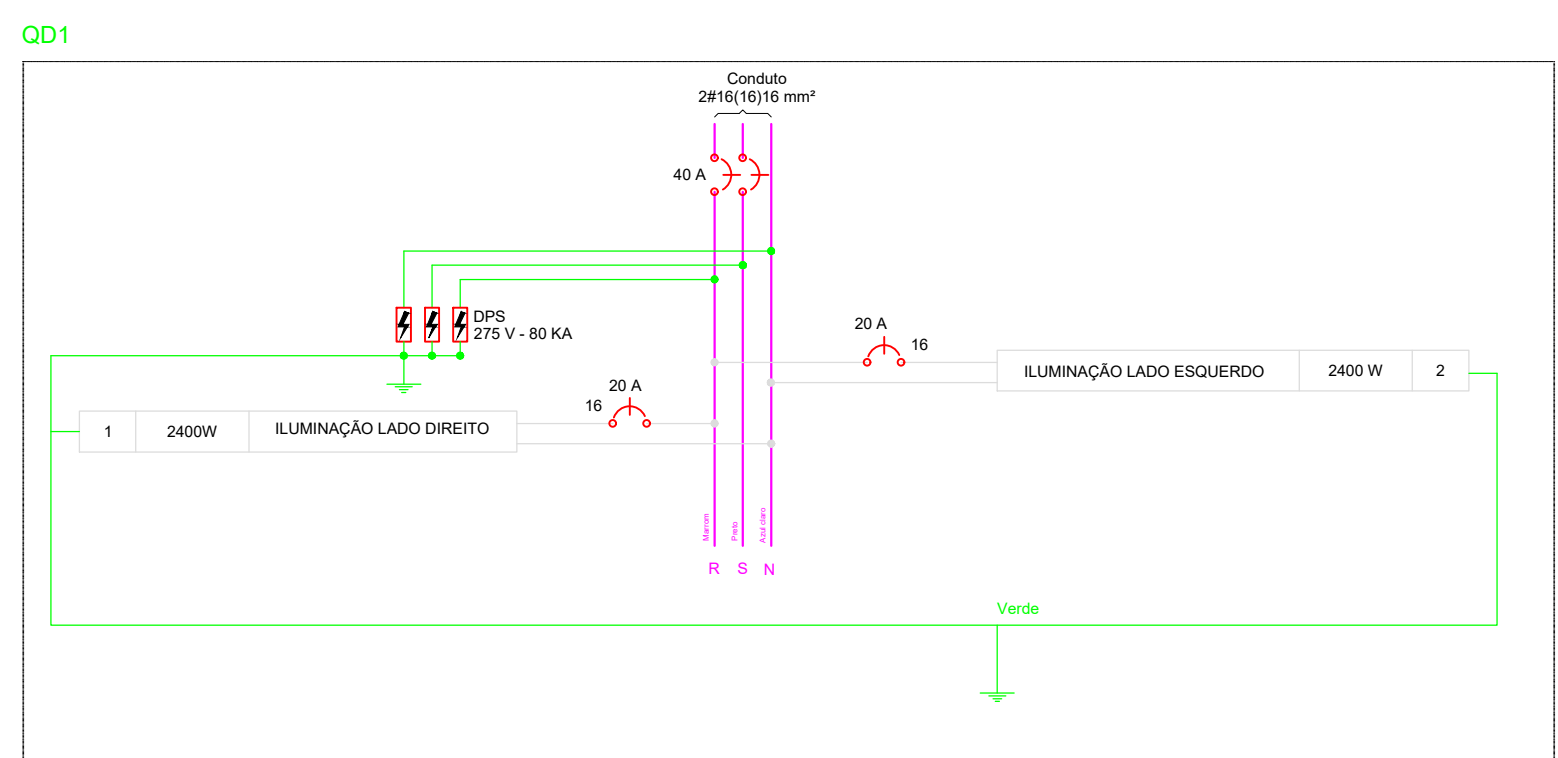 QD1
Conduto
2#16(16)16 mm²
40 A
DPS
275 V - 80 KA
20 A
16
ILUMINAÇÃO LADO ESQUERDO 2400 W 2
20 A
16
1 2400W ILUMINAÇÃO LADO DIREITO
Marrom
Preto
Azul claro
R S N
Verde